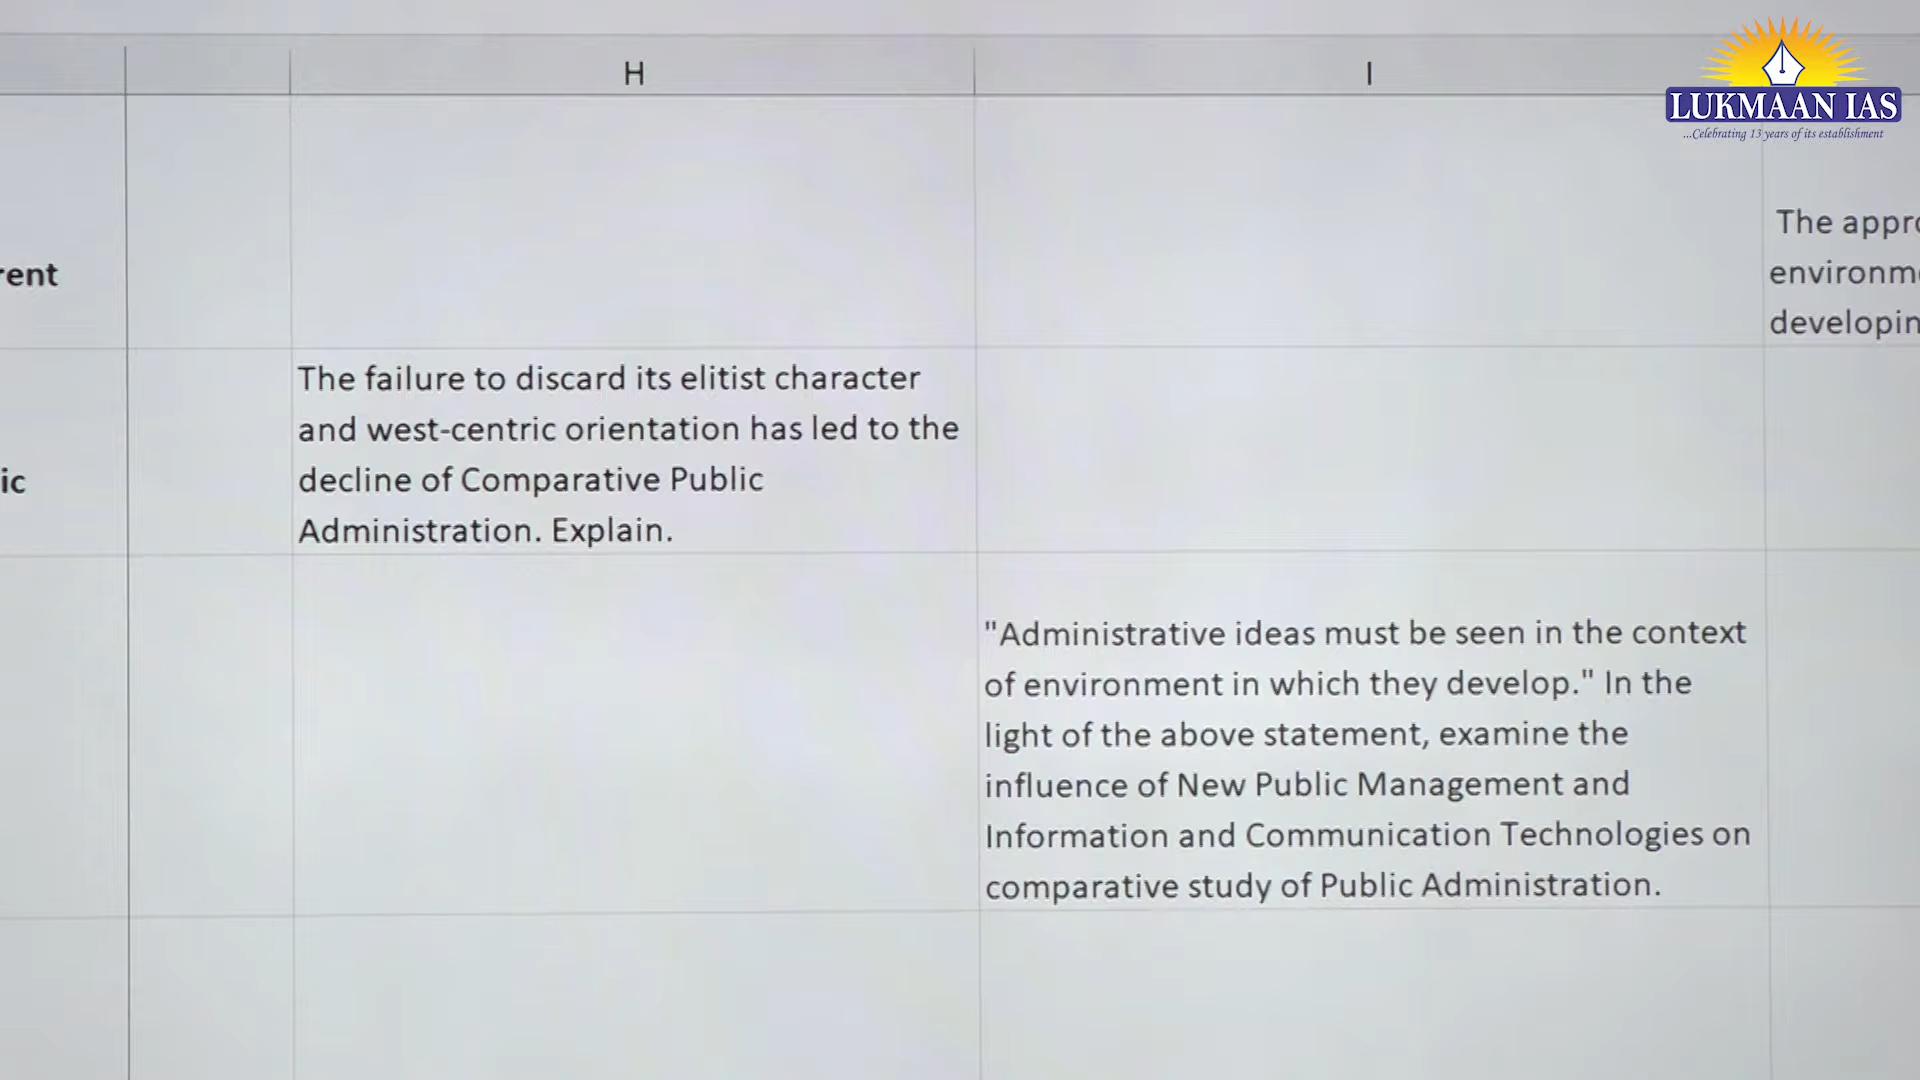 H
I
LUKMAAN IAS
...Celebrating 13 years of its establishment
The
environm
developin
rent
The failure to discard its elitist character
and west-centric orientation has led to the
decline of Comparative Public
Administration. Explain.
ic
"Administrative ideas must be seen in the context
of environment in which they develop." In the
light of the above statement, examine the
influence of New Public Management and
Information and Communication Technologies on
comparative study of Public Administration.